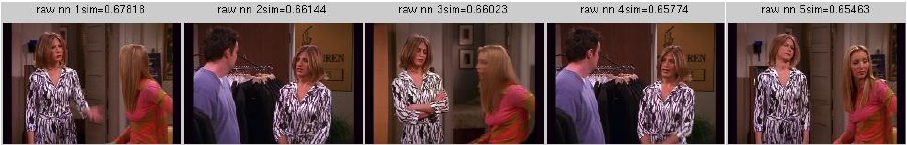 raw nn 1sim=0.67818
raw nn 2sim=0.66144
raw nn 3sim=0.66023
raw nn 4sim=0.65774
raw nn 5sim=0.65463